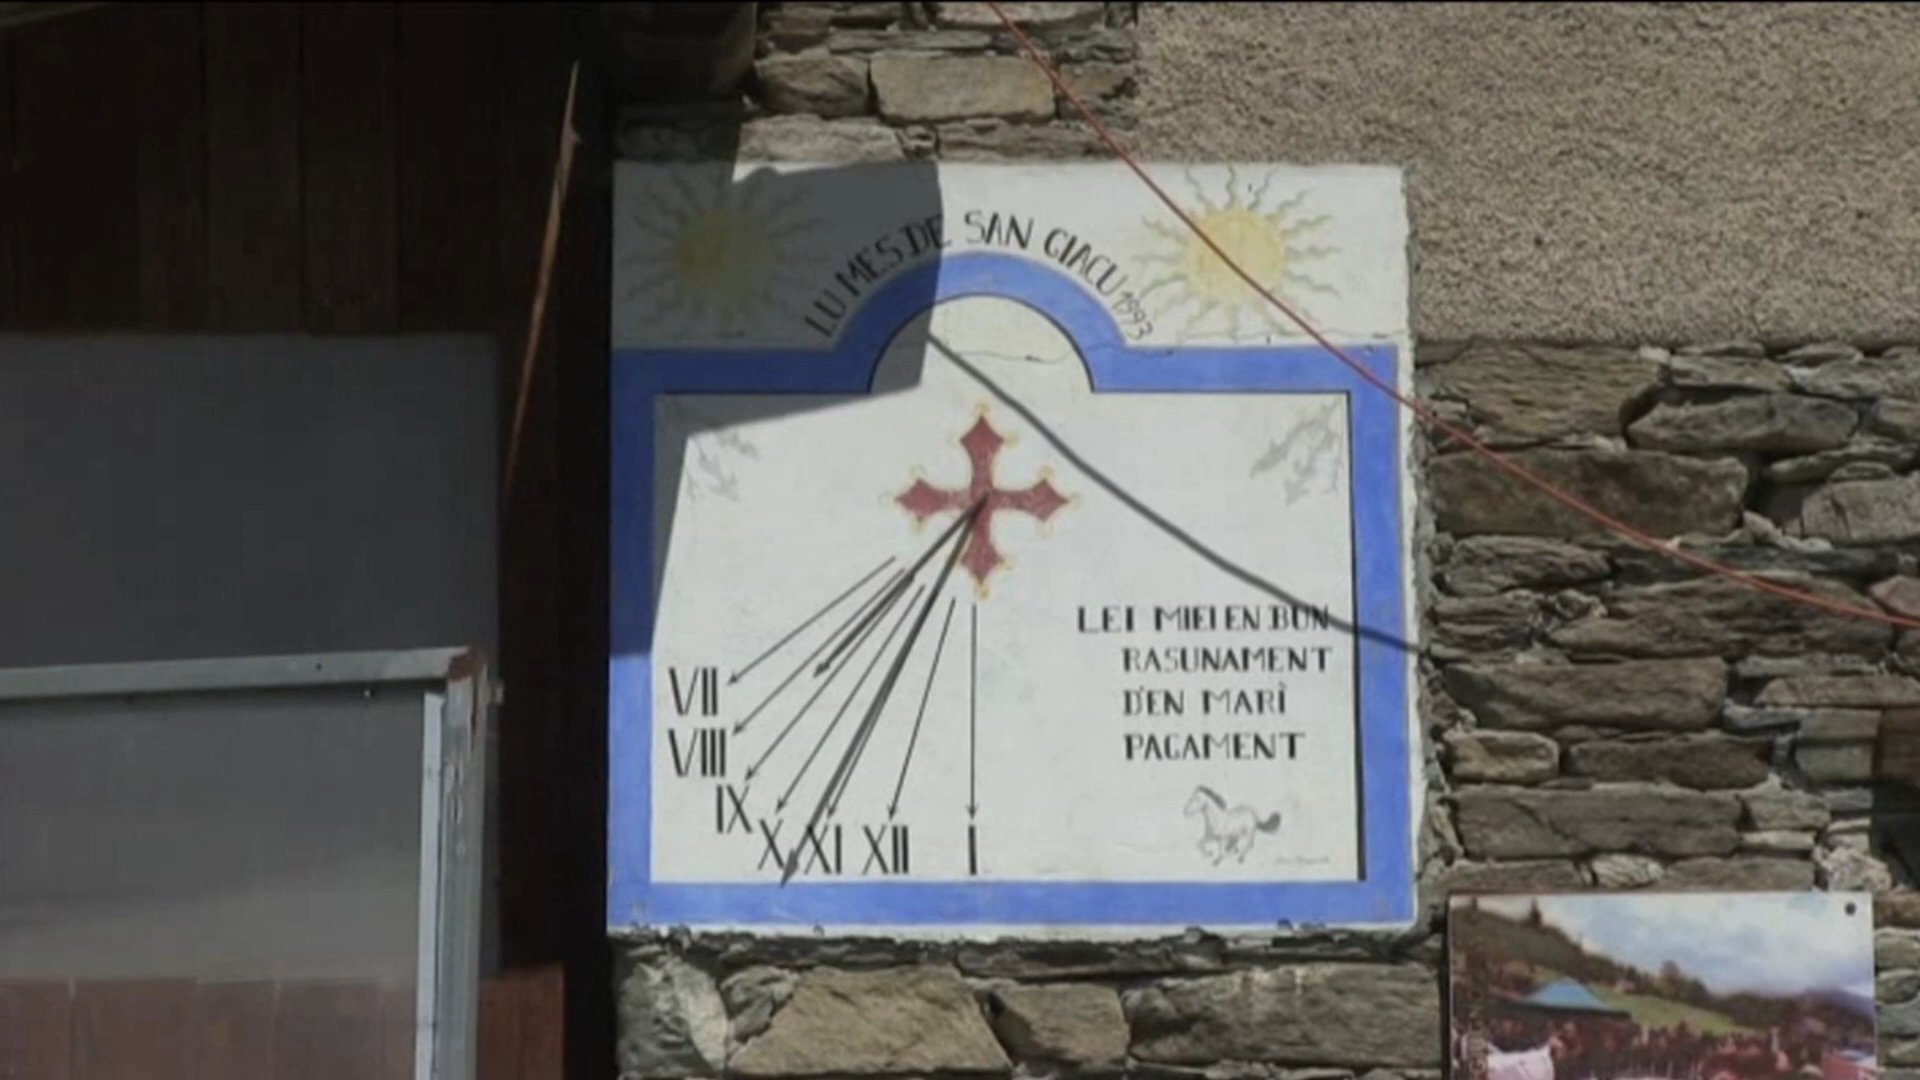 LU MES DE SAN GIACU 1993
LEI MIEI EN BUN
RASUNAMENT
D'EN MARÌ
PAGAMENT
VII
VIII
IX
X XI XII I